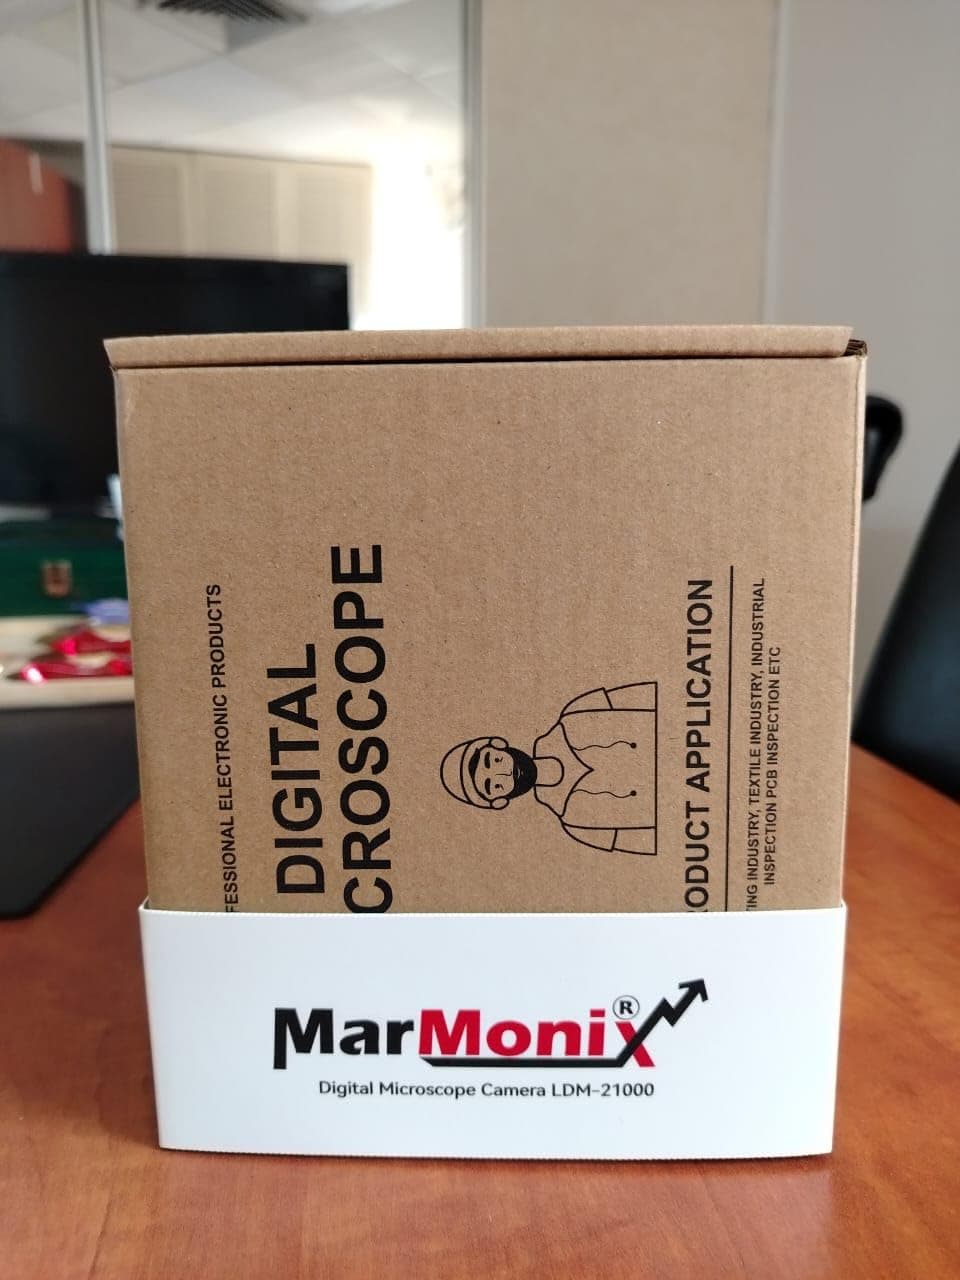 FESSIONAL ELECTRONIC PRODUCTS
DIGITAL
CROSCOPE
RODUCT APPLICATION
TING INDUSTRY, TEXTILE INDUSTRY, INDUSTRIAL
INSPECTION PCB INSPECTION ETC
MarMonix®
Digital Microscope Camera LDM-21000